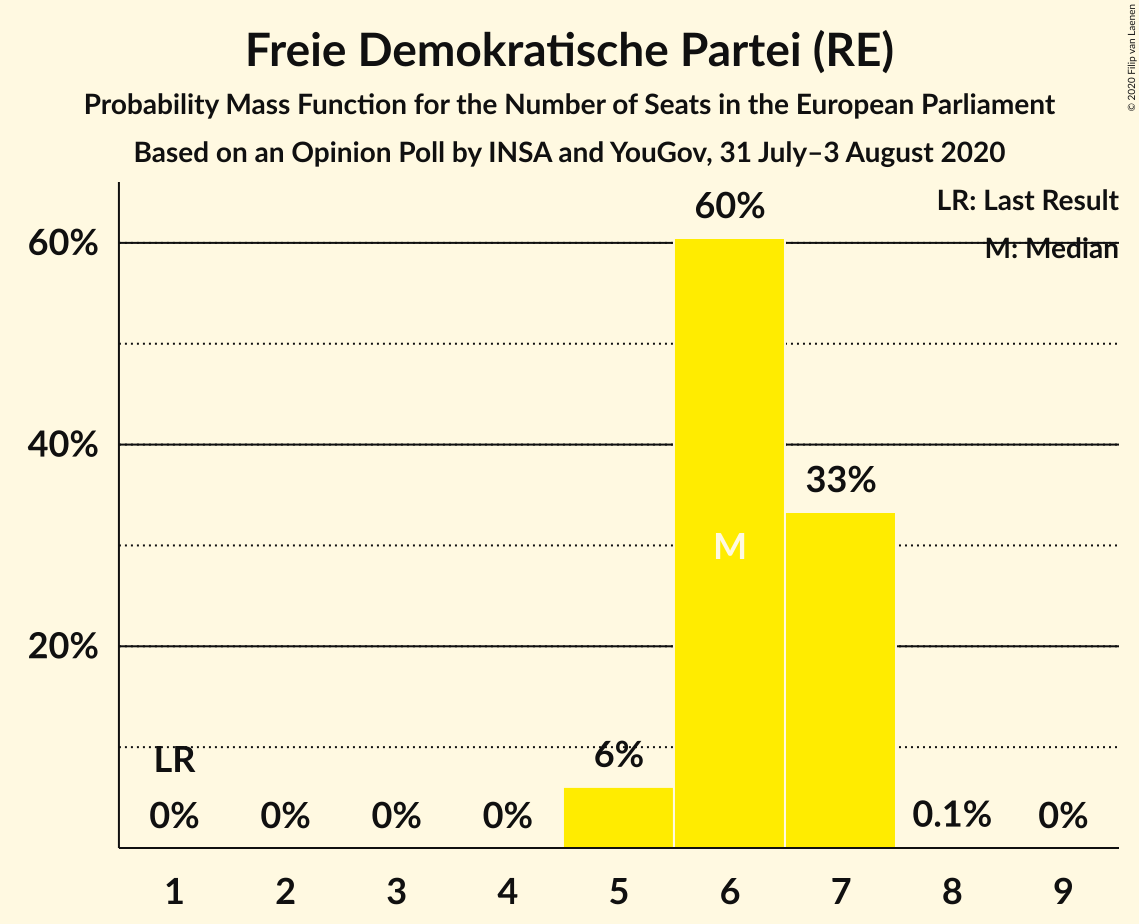 Freie Demokratische Partei (RE)
Probability Mass Function for the Number of Seats in the European Parliament
Based on an Opinion Poll by INSA and YouGov, 31 July–3 August 2020
© 2020 Filip van Laenen
LR: Last Result
M: Median
60%
40%
20%
60%
33%
M
LR
6%
0%
0%
0%
0%
0.1%
0%
1
2
3
4
5
6
7
8
9